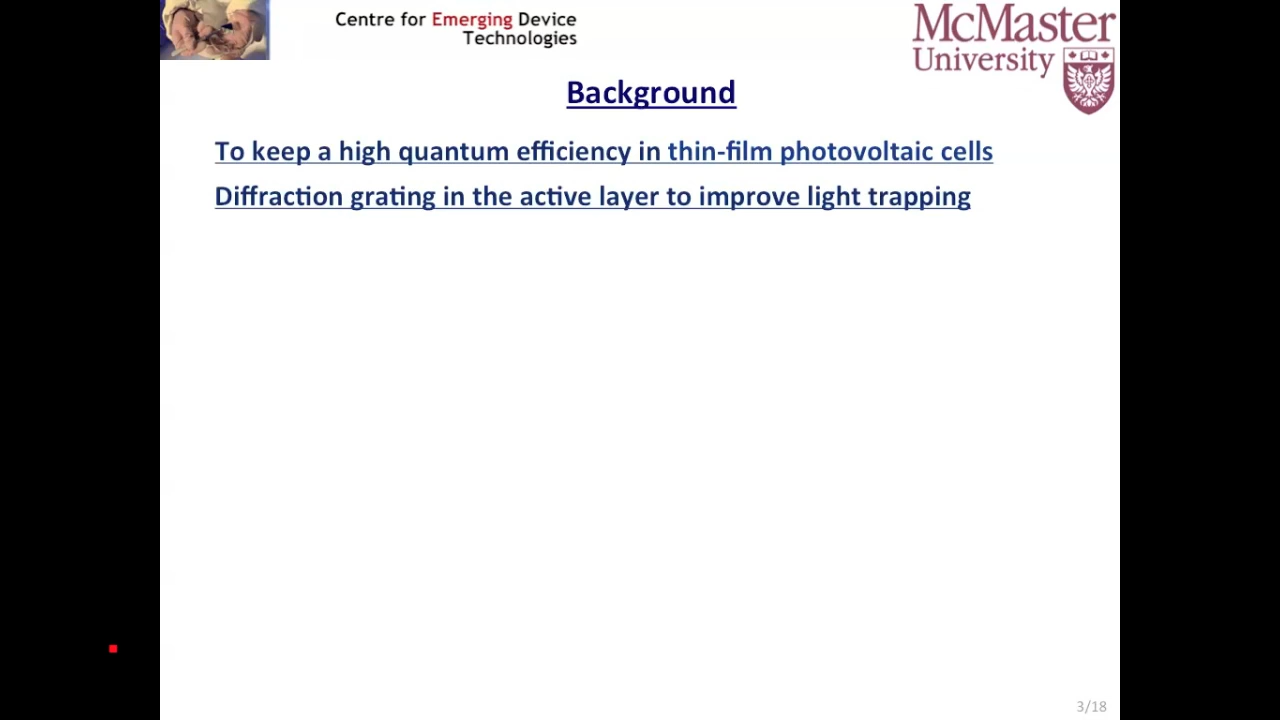 Centre for Emerging Device
Technologies
McMaster
University
Background
To keep a high quantum efficiency in thin-film photovoltaic cells
Diffraction grating in the active layer to improve light trapping
3/18